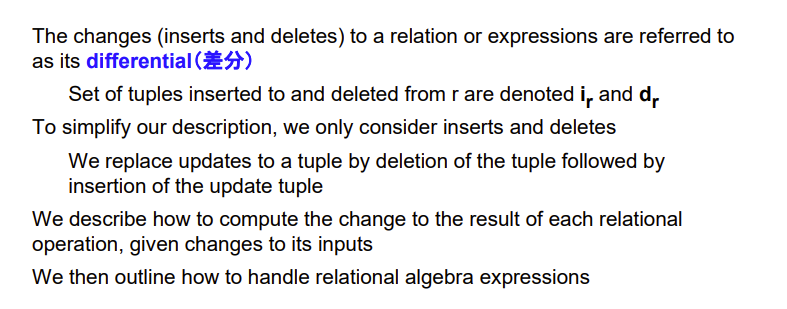 The changes (inserts and deletes) to a relation or expressions are referred to
as its differential(差分)
Set of tuples inserted to and deleted from r are denoted ir and dr
To simplify our description, we only consider inserts and deletes
We replace updates to a tuple by deletion of the tuple followed by
insertion of the update tuple
We describe how to compute the change to the result of each relational
operation, given changes to its inputs
We then outline how to handle relational algebra expressions